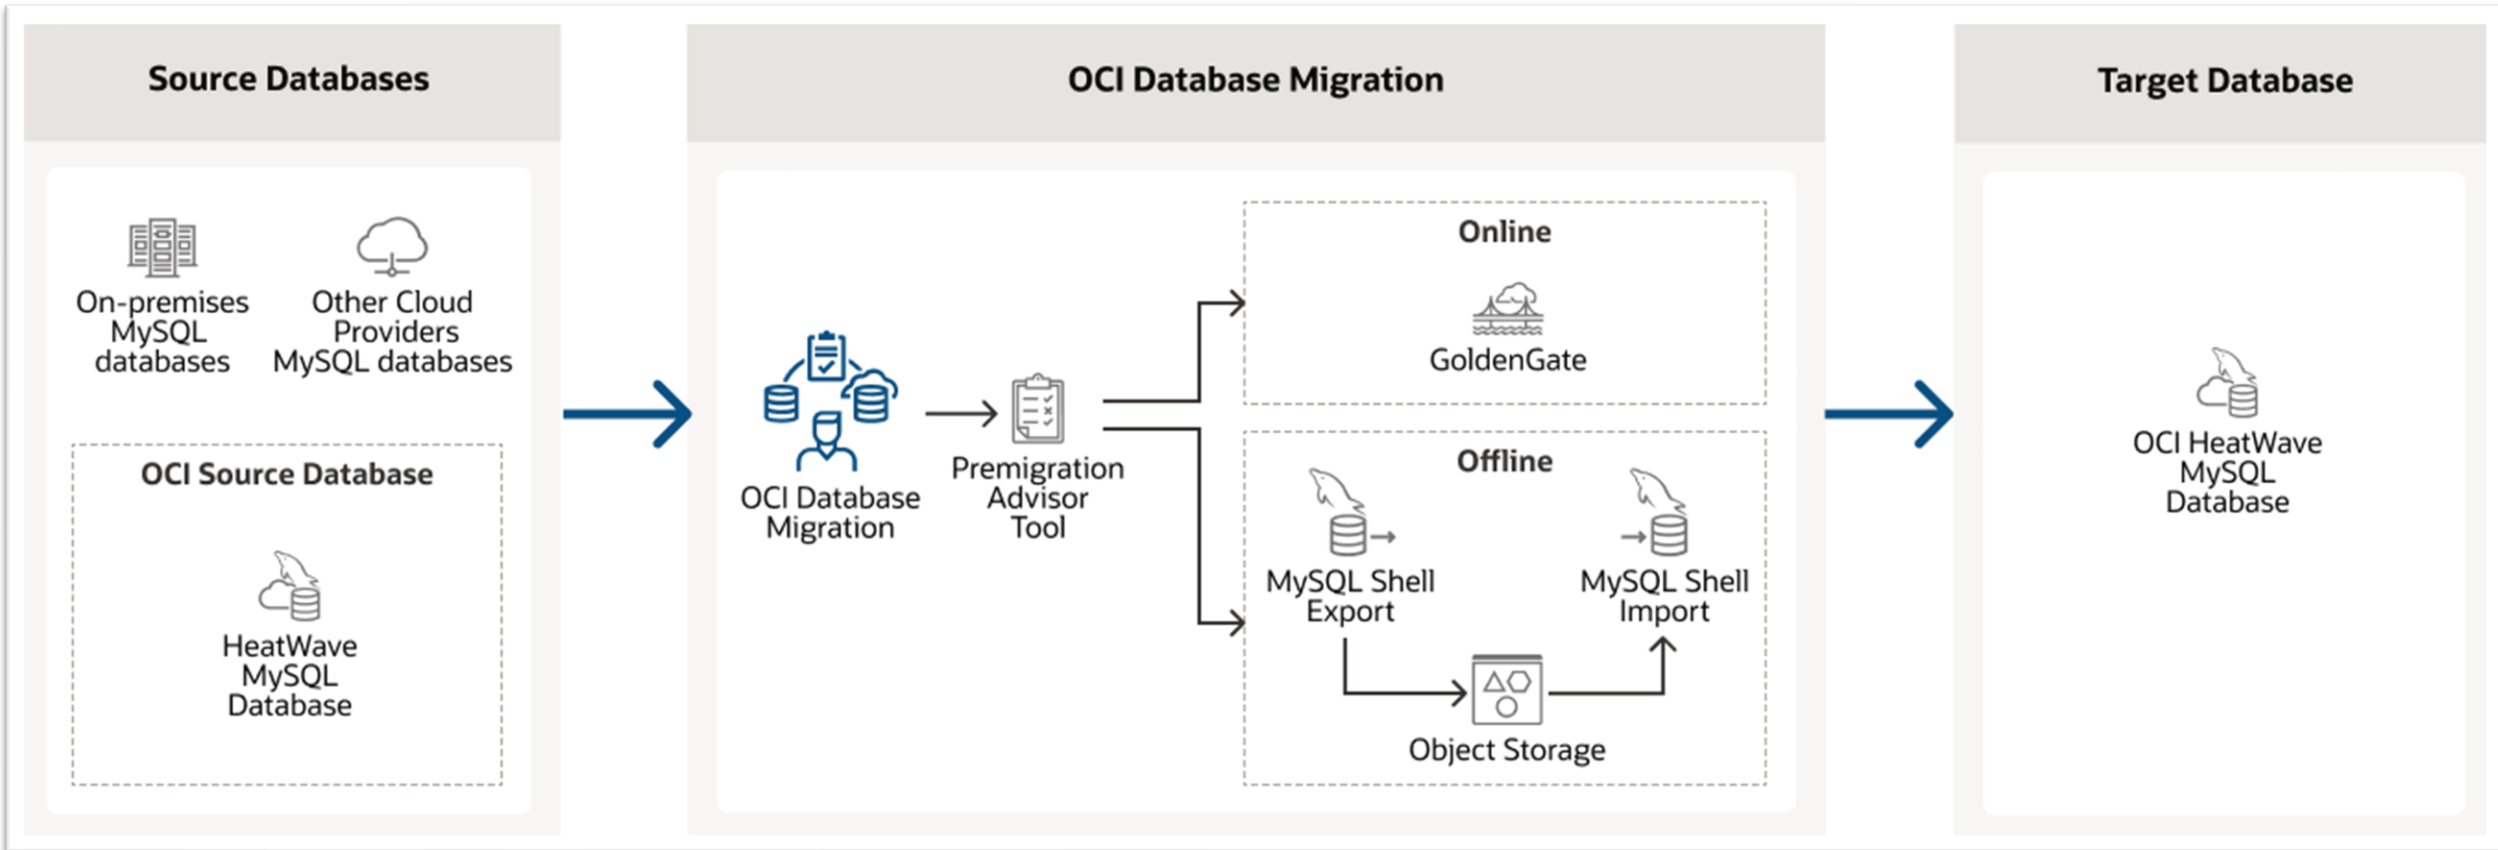 Source Databases
On-premises
MySQL
databases
Other Cloud
Providers
MySQL databases
OCI Source Database
HeatWave
MySQL
Database
OCI Database Migration
OCI Database
Migration
Premigration
Advisor
Tool
Online
GoldenGate
Offline
MySQL Shell
Export
MySQL Shell
Import
Object Storage
Target Database
OCI HeatWave
MySQL
Database